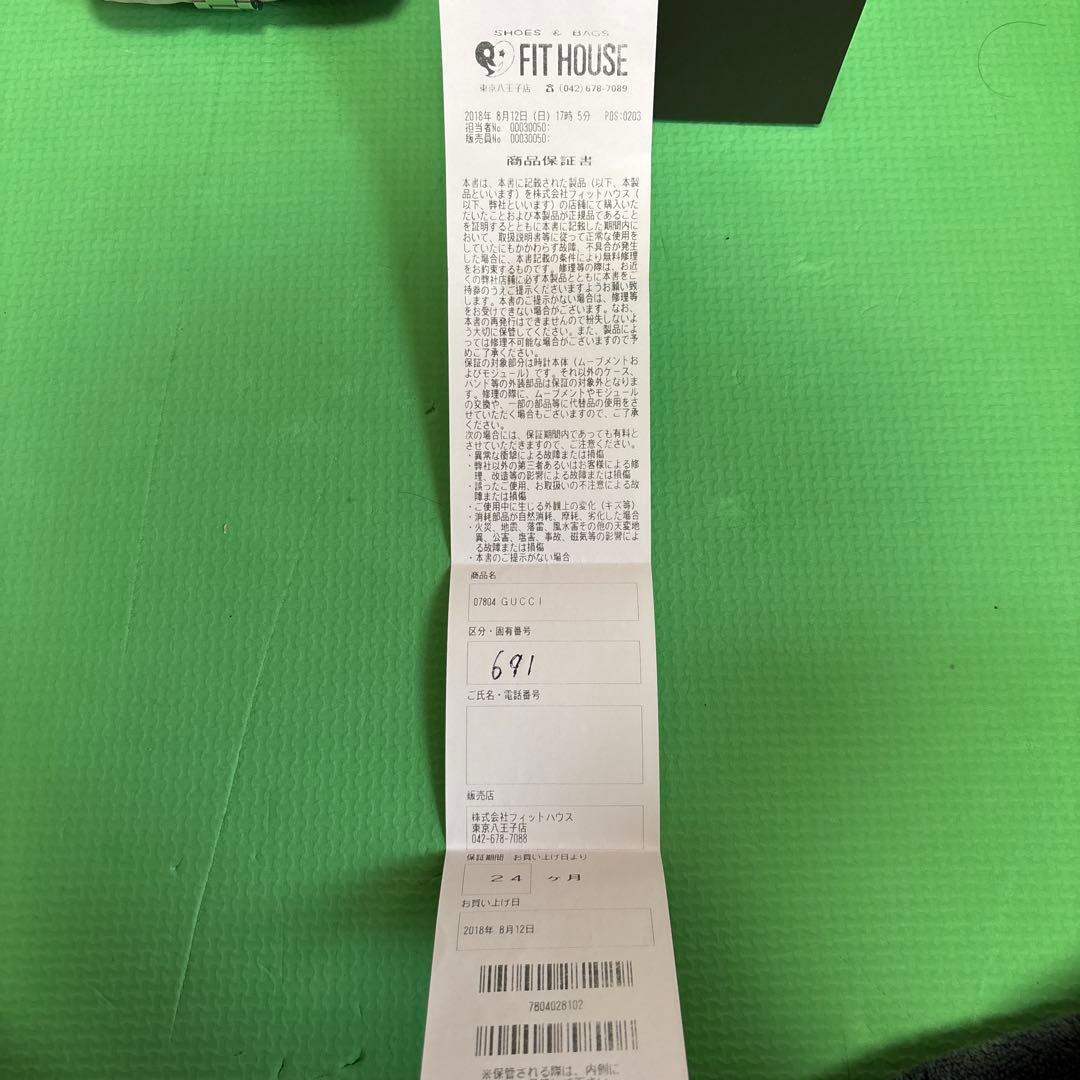 SHOES & BAGS
FIT HOUSE
東京八王子店 ☎(042)678-7089
2018年 8月12日(日)17時 5分 POS:0203
担当者No 00030050:
販売員No 00030050:
商品保証書
本書は、本書に記載された製品(以下、本製
品といいます)を株式会社フィットハウス(
以下、弊社といいます)の店舗にて購入いた
だいたことおよび本製品が正規品であること
を証明するとともに本書に記載した期間内に
おいて、取扱説明書等に従って正常な使用を
していたにもかかわらず故障、不具合が発生
した場合に、本書記載の条件により無料修理
をお約束するものです。修理等の際は、お近
くの弊社店舗に必ず本製品とともに本書をご
持参のうえご提示くださいますようお願い致
します。本書のご提示がない場合は、修理等
をお受けできない場合がございます。なお、
本書の再発行はできませんので紛失しないよ
う大切に保管してください。また、製品によ
っては修理不可能な場合がございますので予
めご了承ください。
保証の対象部分は時計本体(ムーブメントお
よびモジュール)です。それ以外のケース、
バンド等の外装部品は保証の対象外となりま
す。修理の際に、ムーブメントやモジュール
の交換や、一部の部品等に代替品の使用をさ
せていただく場合もございますので、ご了承
ください。
次の場合には、保証期間内であっても有料と
させていただきますので、ご注意ください。
・異常な衝撃による故障または損傷
・弊社以外の第三者あるいはお客様による修
理、改造等の影響による故障または損傷
・誤ったご使用、お取扱いの不注意による故
障または損傷
・ご使用中に生じる外観上の変化(キズ等)
・消耗部品が自然消耗、摩耗、劣化した場合
・火災、地震、落雷、風水害その他の天変地
異、公害、塩害、事故、磁気等の影響によ
る故障または損傷
・本書のご提示がない場合
商品名
07804 GUCCI
区分・固有番号
691
ご氏名・電話番号
販売店
株式会社フィットハウス
東京八王子店
042-678-7088
保証期間 お買い上げ日より
24 ヶ月
お買い上げ日
2018年 8月12日
7804028102
※保管される際は、内側に